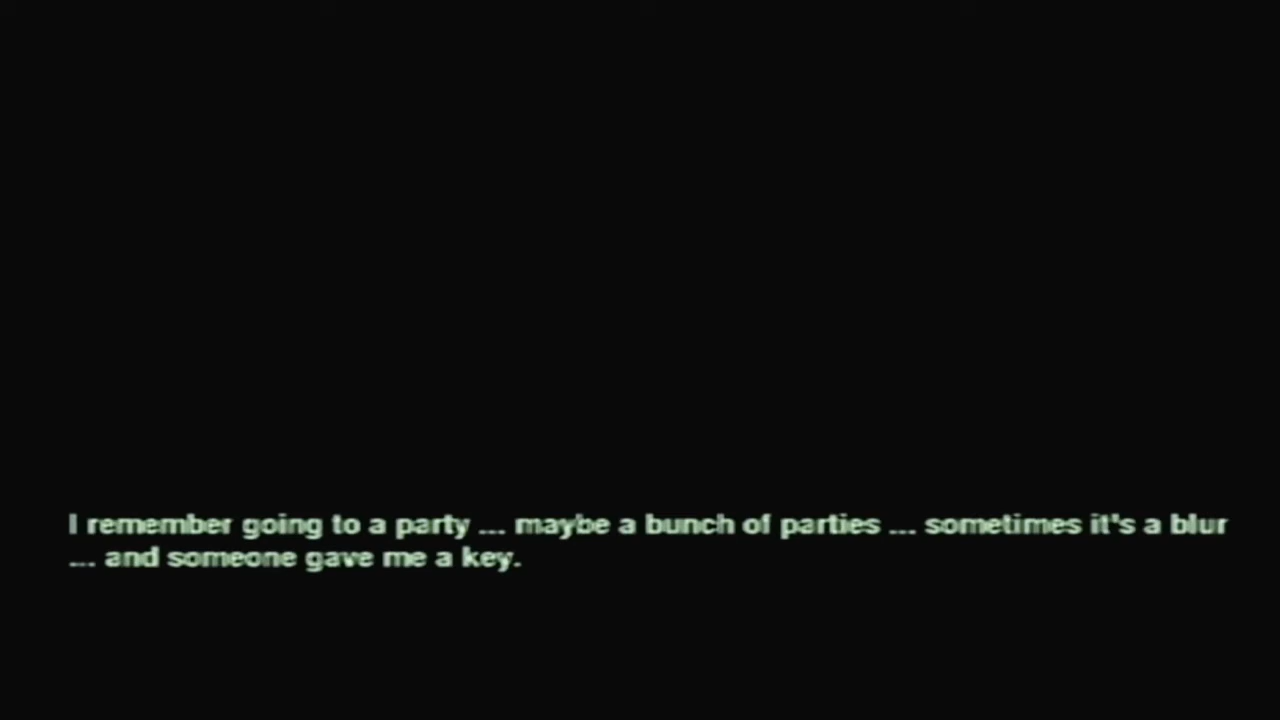 I remember going to a party ... maybe a bunch of parties ... sometimes it's a blur
... and someone gave me a key.